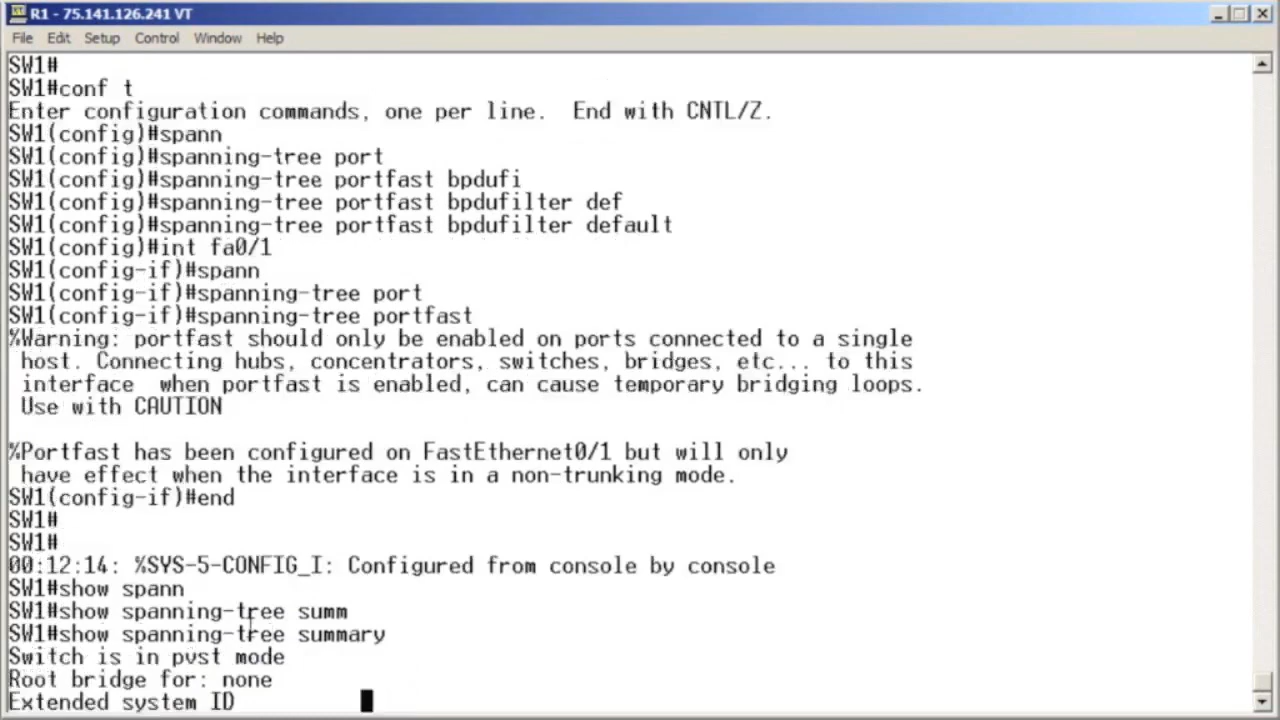 R1 - 75.141.126.241 VT
File Edit Setup Control Window Help
SW1#
SW1#conf t
Enter configuration commands, one per line.  End with CNTL/Z.
SW1(config)#spann
SW1(config)#spanning-tree port
SW1(config)#spanning-tree portfast bpdufi
SW1(config)#spanning-tree portfast bpdufilter def
SW1(config)#spanning-tree portfast bpdufilter default
SW1(config)#int fa0/1
SW1(config-if)#spann
SW1(config-if)#spanning-tree port
SW1(config-if)#spanning-tree portfast
%Warning: portfast should only be enabled on ports connected to a single
 host. Connecting hubs, concentrators, switches, bridges, etc... to this
 interface  when portfast is enabled, can cause temporary bridging loops.
 Use with CAUTION
%Portfast has been configured on FastEthernet0/1 but will only
 have effect when the interface is in a non-trunking mode.
SW1(config-if)#end
SW1#
SW1#
00:12:14: %SYS-5-CONFIG_I: Configured from console by console
SW1#show spann
SW1#show spanning-tree summ
SW1#show spanning-tree summary
Switch is in pvst mode
Root bridge for: none
Extended system ID